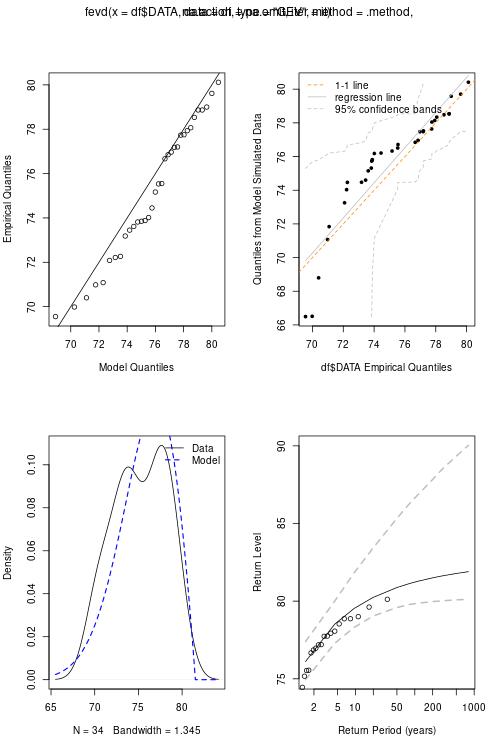 fevd(x = df$DATA, data = df, type = "GEV", method = .method,
80
78
76
74
72
70
Empirical Quantiles
70 72 74 76 78 80
Model Quantiles
1-1 line
regression line
95% confidence bands
80
78
76
74
72
70
68
66
Quantiles from Model Simulated Data
70 72 74 76 78 80
df$DATA Empirical Quantiles
Data
Model
0.10
0.08
0.06
0.04
0.02
0.00
Density
65 70 75 80
N = 34 Bandwidth = 1.345
90
85
80
75
Return Level
2 5 10 50 200 1000
Return Period (years)